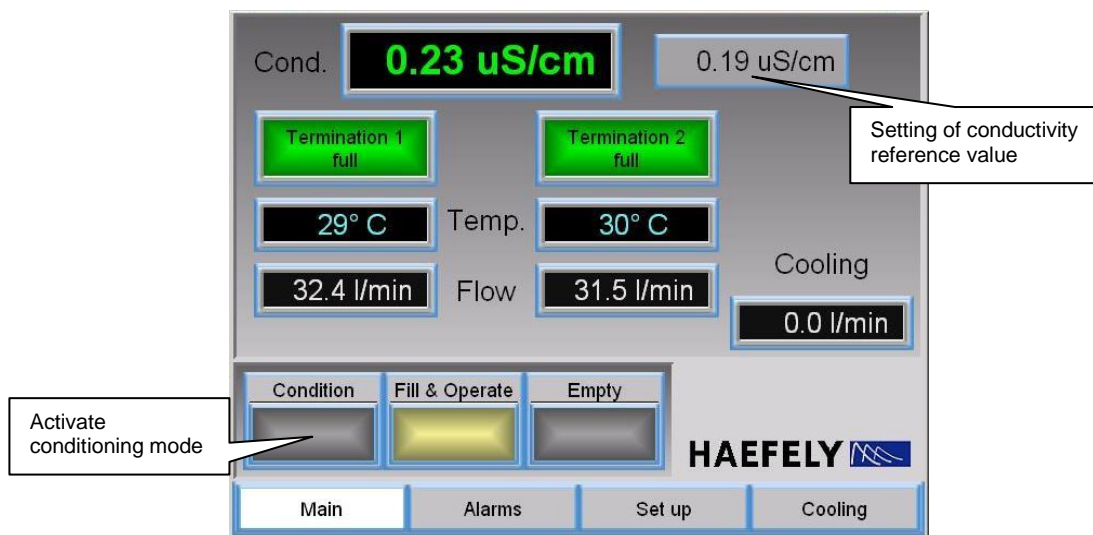 Cond.
0.23 uS/cm
0.19 uS/cm
Setting of conductivity
reference value
Termination 1
full
Termination 2
full
29° C
Temp.
30° C
32.4 l/min
Flow
31.5 l/min
Cooling
0.0 l/min
Condition
Fill & Operate
Empty
Activate
conditioning mode
HAEFELY
Main
Alarms
Set up
Cooling